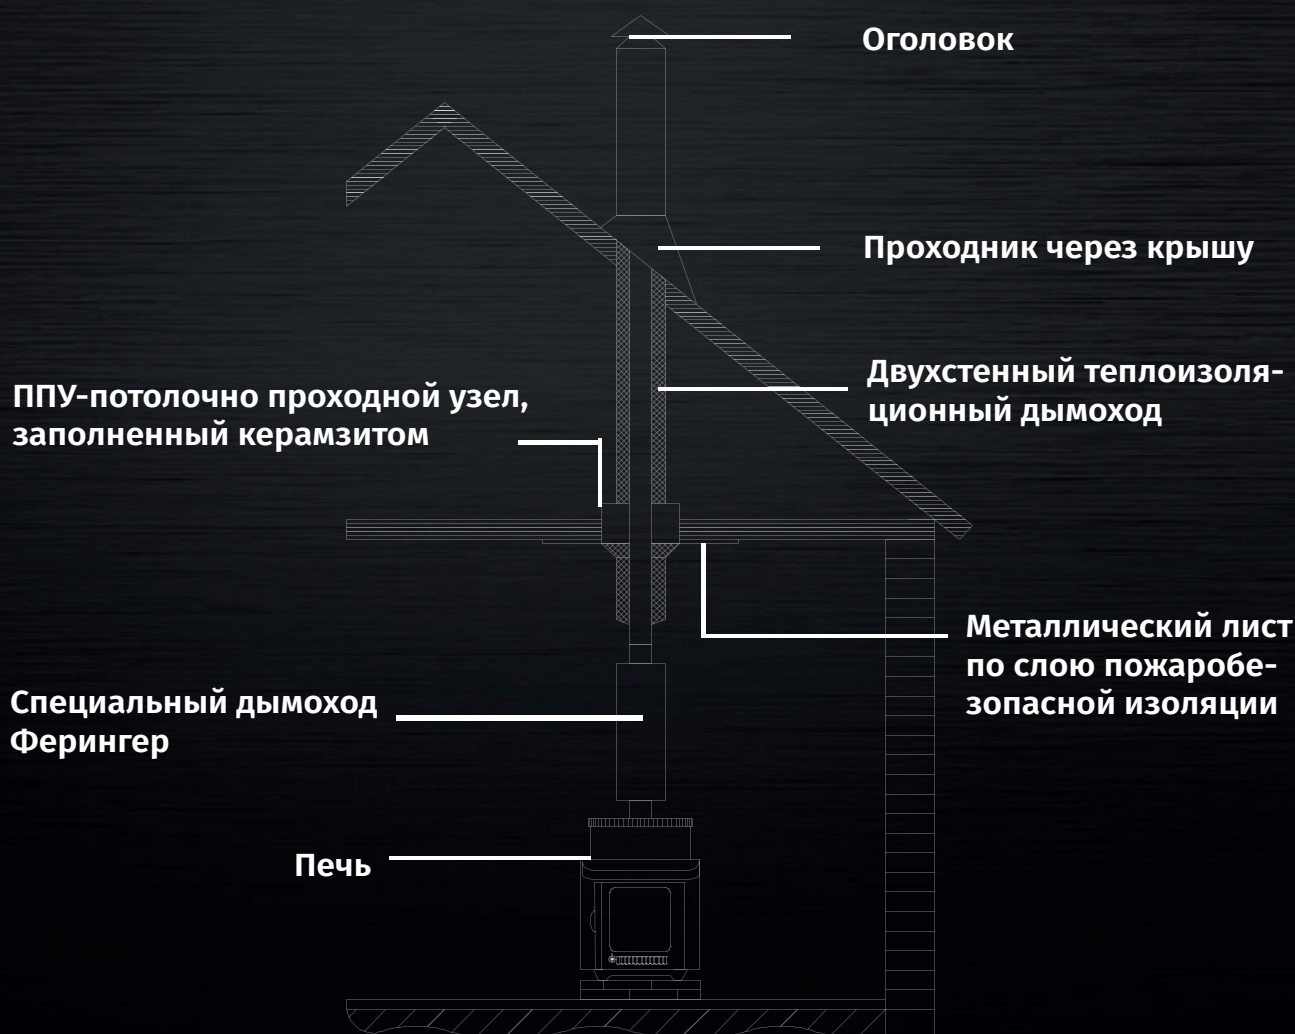 Оголовок
Проходник через крышу
Двухстенный теплоизоля-
ционный дымоход
ППУ-потолочно проходной узел,
заполненный керамзитом
Металлический лист
по слою пожаробе-
зопасной изоляции
Специальный дымоход
Ферингер
Печь